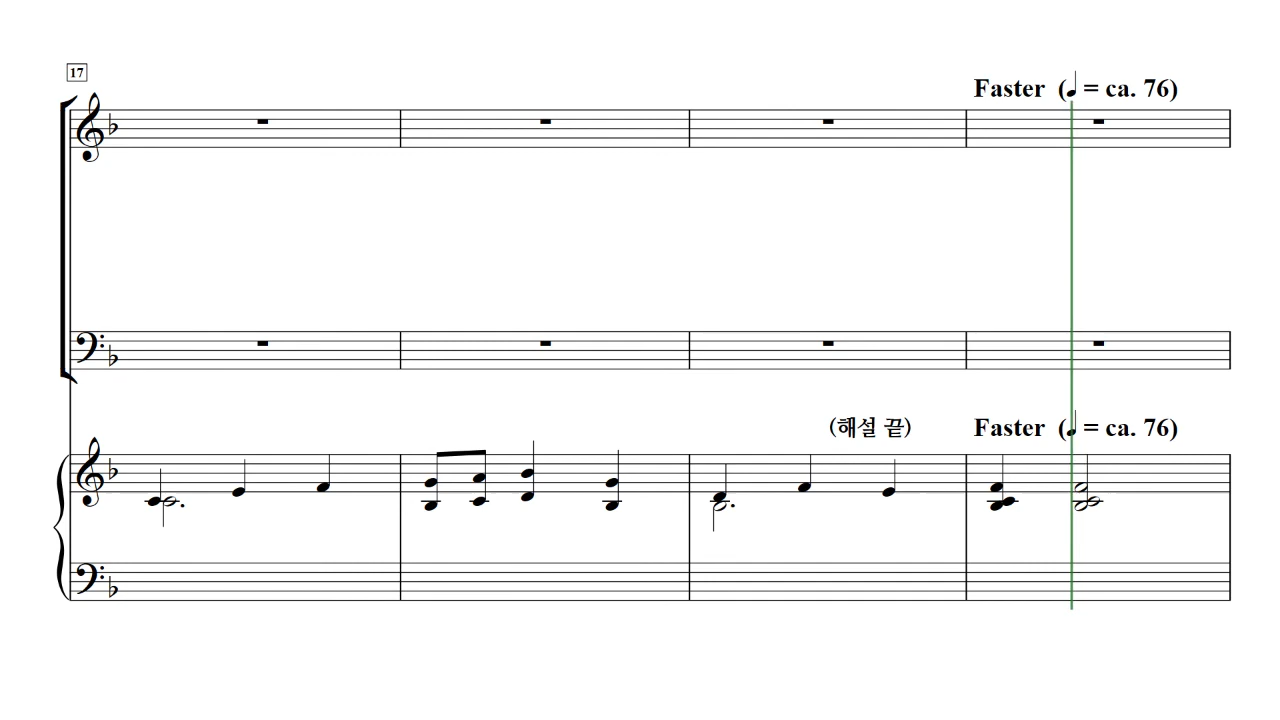 17
Faster (♩ = ca. 76)
(해설 끝)
Faster (♩ = ca. 76)